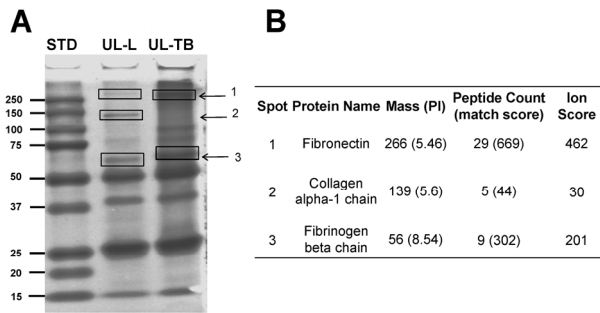 A
B
STD UL-L UL-TB
250
150
100
75
50
37
25
20
15
1
2
3
Spot Protein Name Mass (PI) Peptide Count (match score) Ion Score
1 Fibronectin 266 (5.46) 29 (669) 462
2 Collagen alpha-1 chain 139 (5.6) 5 (44) 30
3 Fibrinogen beta chain 56 (8.54) 9 (302) 201